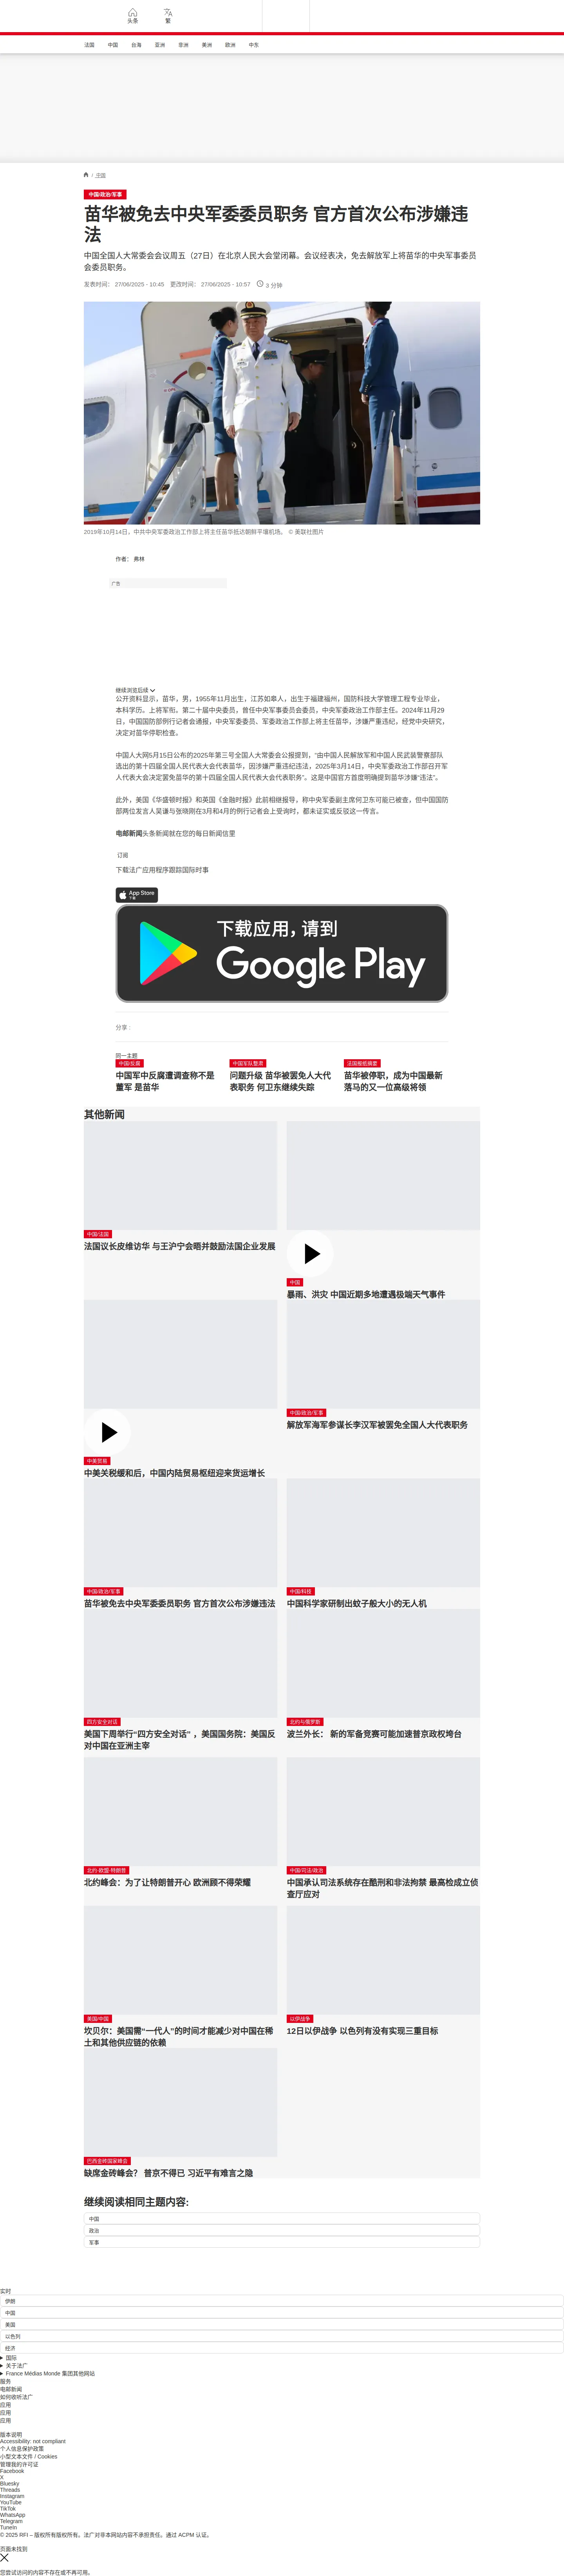 头条
繁
法国
中国
台海
亚洲
非洲
美洲
欧洲
中东
/ 中国
中国/政治/军事
苗华被免去中央军委委员职务 官方首次公布涉嫌违
法
中国全国人大常委会会议周五（27日）在北京人民大会堂闭幕。会议经表决，免去解放军上将苗华的中央军事委员
会委员职务。
发表时间： 27/06/2025 - 10:45 更改时间： 27/06/2025 - 10:57 3 分钟
2019年10月14日，中共中央军委政治工作部上将主任苗华抵达朝鲜平壤机场。 © 美联社图片
作者： 弗林
广告
继续浏览后续
公开资料显示，苗华，男，1955年11月出生，江苏如皋人，出生于福建福州，国防科技大学管理工程专业毕业，
本科学历。上将军衔。第二十届中央委员，曾任中央军事委员会委员，中央军委政治工作部主任。2024年11月29
日，中国国防部例行记者会通报，中央军委委员、军委政治工作部上将主任苗华，涉嫌严重违纪，经党中央研究，
决定对苗华停职检查。
中国人大网5月15日公布的2025年第三号全国人大常委会公报提到，“由中国人民解放军和中国人民武装警察部队
选出的第十四届全国人民代表大会代表苗华，因涉嫌严重违纪违法，2025年3月14日，中央军委政治工作部召开军
人代表大会决定罢免苗华的第十四届全国人民代表大会代表职务”。这是中国官方首度明确提到苗华涉嫌“违法”。
此外，美国《华盛顿时报》和英国《金融时报》此前相继报导，称中央军委副主席何卫东可能已被查，但中国国防
部两位发言人吴谦与张晓刚在3月和4月的例行记者会上受询时，都未证实或反驳这一传言。
电邮新闻头条新闻就在您的每日新闻信里
订阅
下载法广应用程序跟踪国际时事
App Store
下载
下载应用，请到
Google Play
分享 :
同一主题
中国/反腐
中国军中反腐遭调查称不是
董军 是苗华
中国军队整肃
问题升级 苗华被罢免人大代
表职务 何卫东继续失踪
法国报纸摘要
苗华被停职，成为中国最新
落马的又一位高级将领
其他新闻
中国/法国
法国议长皮维访华 与王沪宁会晤并鼓励法国企业发展
中国
暴雨、洪灾 中国近期多地遭遇极端天气事件
中美贸易
中美关税缓和后，中国内陆贸易枢纽迎来货运增长
中国/政治/军事
解放军海军参谋长李汉军被罢免全国人大代表职务
中国/政治/军事
苗华被免去中央军委委员职务 官方首次公布涉嫌违法
中国/科技
中国科学家研制出蚊子般大小的无人机
四方安全对话
美国下周举行“四方安全对话” ，美国国务院：美国反
对中国在亚洲主宰
北约与俄罗斯
波兰外长： 新的军备竞赛可能加速普京政权垮台
北约·欧盟·特朗普
北约峰会：为了让特朗普开心 欧洲顾不得荣耀
中国/司法/政治
中国承认司法系统存在酷刑和非法拘禁 最高检成立侦
查厅应对
美国/中国
坎贝尔：美国需“一代人”的时间才能减少对中国在稀
土和其他供应链的依赖
以伊战争
12日以伊战争 以色列有没有实现三重目标
巴西金砖国家峰会
缺席金砖峰会？ 普京不得已 习近平有难言之隐
继续阅读相同主题内容:
中国
政治
军事
实时
伊朗
中国
美国
以色列
经济
国际
关于法广
France Médias Monde 集团其他网站
服务
电邮新闻
如何收听法广
应用
应用
应用
版本说明
Accessibility: not compliant
个人信息保护政策
小型文本文件 / Cookies
管理我的许可证
Facebook
X
Bluesky
Threads
Instagram
YouTube
TikTok
WhatsApp
Telegram
TuneIn
© 2025 RFI – 版权所有版权所有。法广对非本网站内容不承担责任。通过 ACPM 认证。
页面未找到
您尝试访问的内容不存在或不再可用。